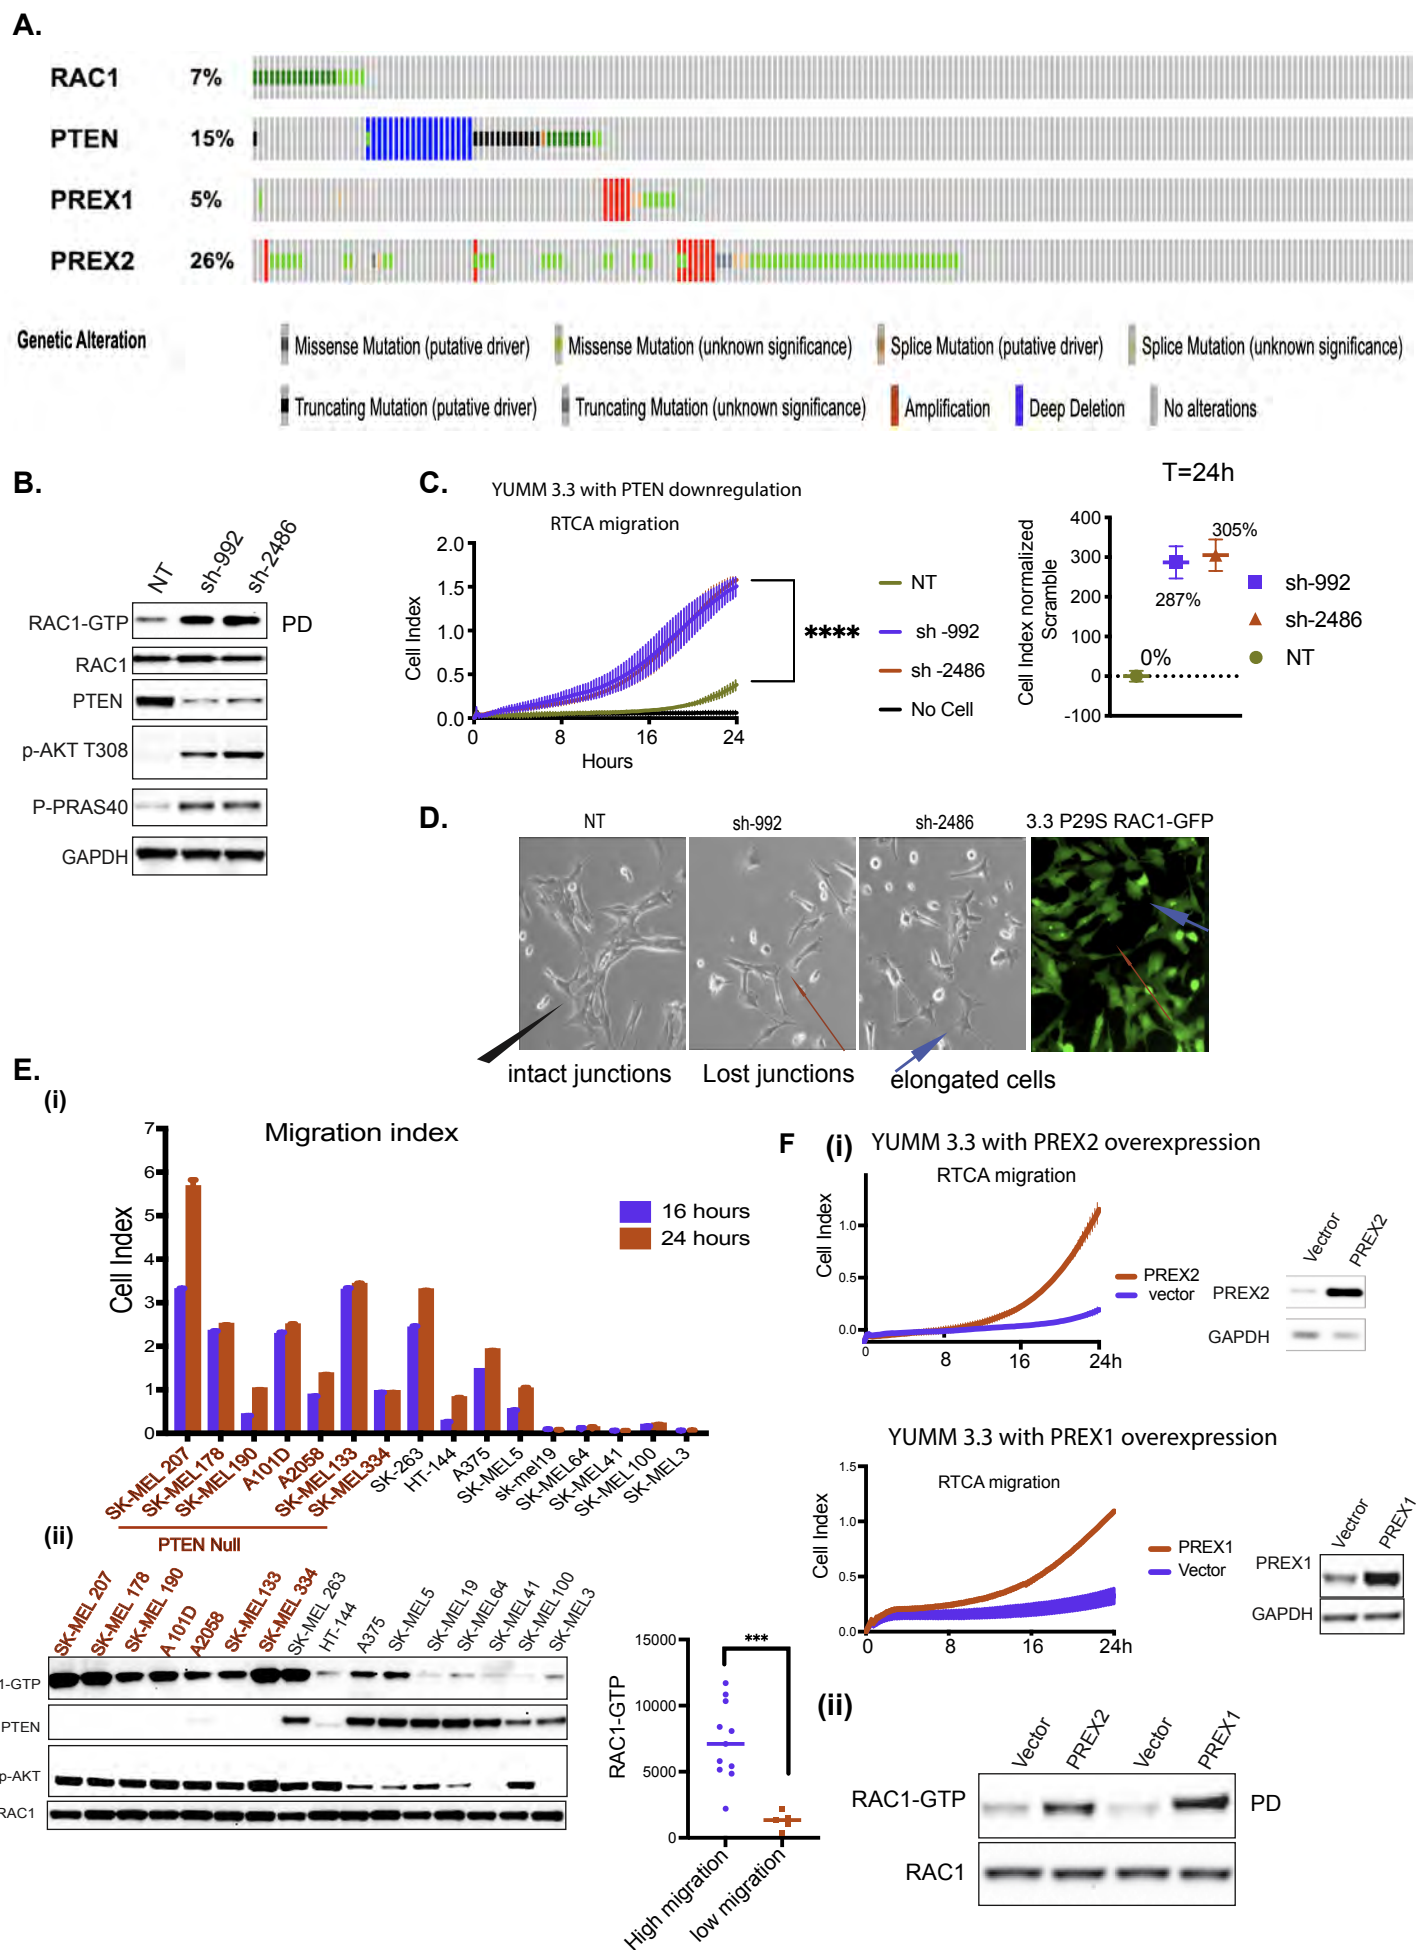 A.
RAC1 7%
PTEN 15%
PREX1 5%
PREX2 26%
Genetic Alteration
Missense Mutation (putative driver)
Missense Mutation (unknown significance)
Splice Mutation (putative driver)
Splice Mutation (unknown significance)
Truncating Mutation (putative driver)
Truncating Mutation (unknown significance)
Amplification
Deep Deletion
No alterations
B.
NT
sh-992
sh-2486
RAC1-GTP
PD
RAC1
PTEN
p-AKT T308
P-PRAS40
GAPDH
C.
YUMM 3.3 with PTEN downregulation
RTCA migration
Cell Index
2.0
1.5
1.0
0.5
0.0
0 8 16 24
Hours
****
NT
sh -992
sh -2486
No Cell
T=24h
Cell Index normalized
Scramble
400
300
200
100
0
-100
305%
287%
0%
sh-992
sh-2486
NT
D.
NT
sh-992
sh-2486
3.3 P29S RAC1-GFP
intact junctions
Lost junctions
elongated cells
E.
(i)
Migration index
Cell Index
7
6
5
4
3
2
1
0
16 hours
24 hours
SK-MEL 207
SK-MEL178
SK-MEL190
A101D
A2058
SK-MEL133
SK-MEL334
SK-263
HT-144
A375
SK-MEL5
sk-mel19
SK-MEL64
SK-MEL41
SK-MEL100
SK-MEL3
PTEN Null
(ii)
SK-MEL 207
SK-MEL 178
SK-MEL 190
A101D
A2058
SK-MEL133
SK-MEL 334
SK-MEL 263
HT-144
A375
SK-MEL5
SK-MEL19
SK-MEL64
SK-MEL41
SK-MEL100
SK-MEL3
1-GTP
PTEN
p-AKT
RAC1
RAC1-GTP
15000
10000
5000
0
***
High migration
low migration
F
(i)
YUMM 3.3 with PREX2 overexpression
RTCA migration
Cell Index
1.0
0.5
0.0
0 8 16 24h
PREX2
vector
Vectror
PREX2
PREX2
GAPDH
YUMM 3.3 with PREX1 overexpression
RTCA migration
Cell Index
1.5
1.0
0.5
0.0
0 8 16 24h
PREX1
Vector
Vectror
PREX1
PREX1
GAPDH
(ii)
Vector
PREX2
Vector
PREX1
RAC1-GTP
PD
RAC1